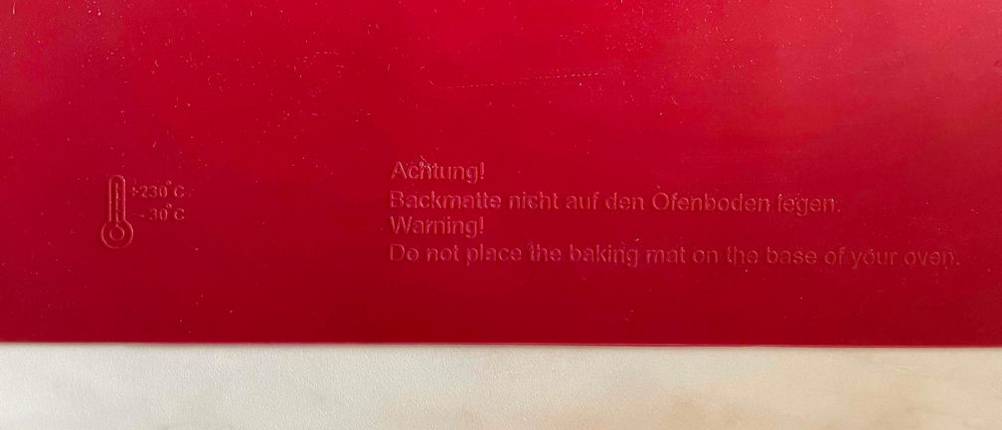 +230°C
- 30°C
Achtung!
Backmatte nicht auf den Ofenboden legen.
Warning!
Do not place the baking mat on the base of your oven.